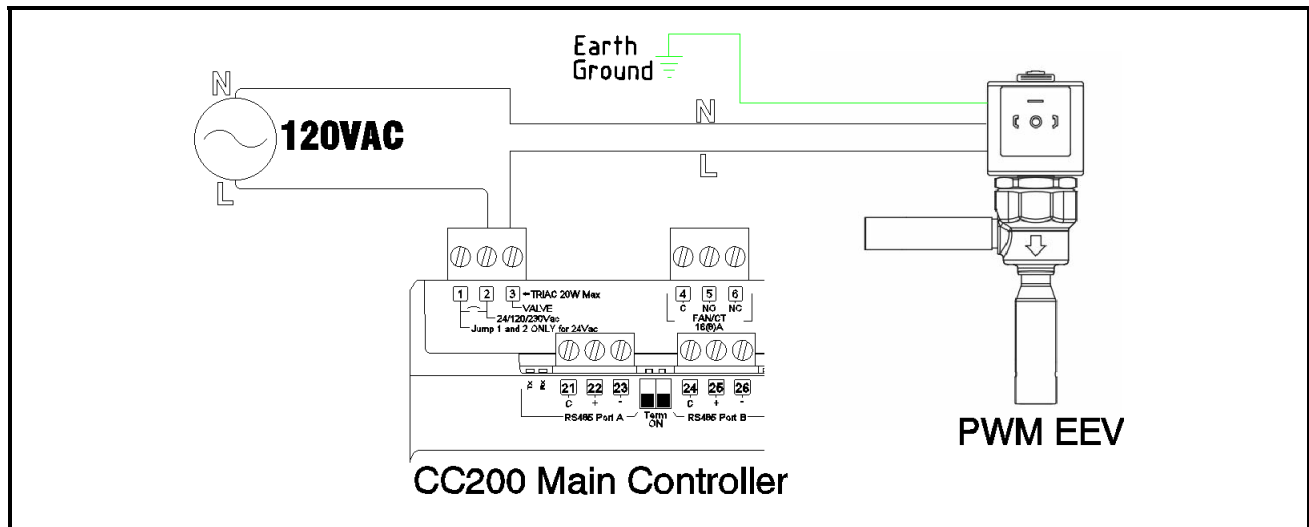 Earth
Ground
N
120VAC
L
N
L
1 2 3 ←TRIAC 20W Max
VALVE
24/120/230Vac
Jump 1 and 2 ONLY for 24Vac
4 5 6
C NO NC
FAN/CT
16(8)A
TX RX
21 22 23
C + -
RS485 Port A
Term
ON
24 25 26
C + -
RS485 Port B
CC200 Main Controller
PWM EEV